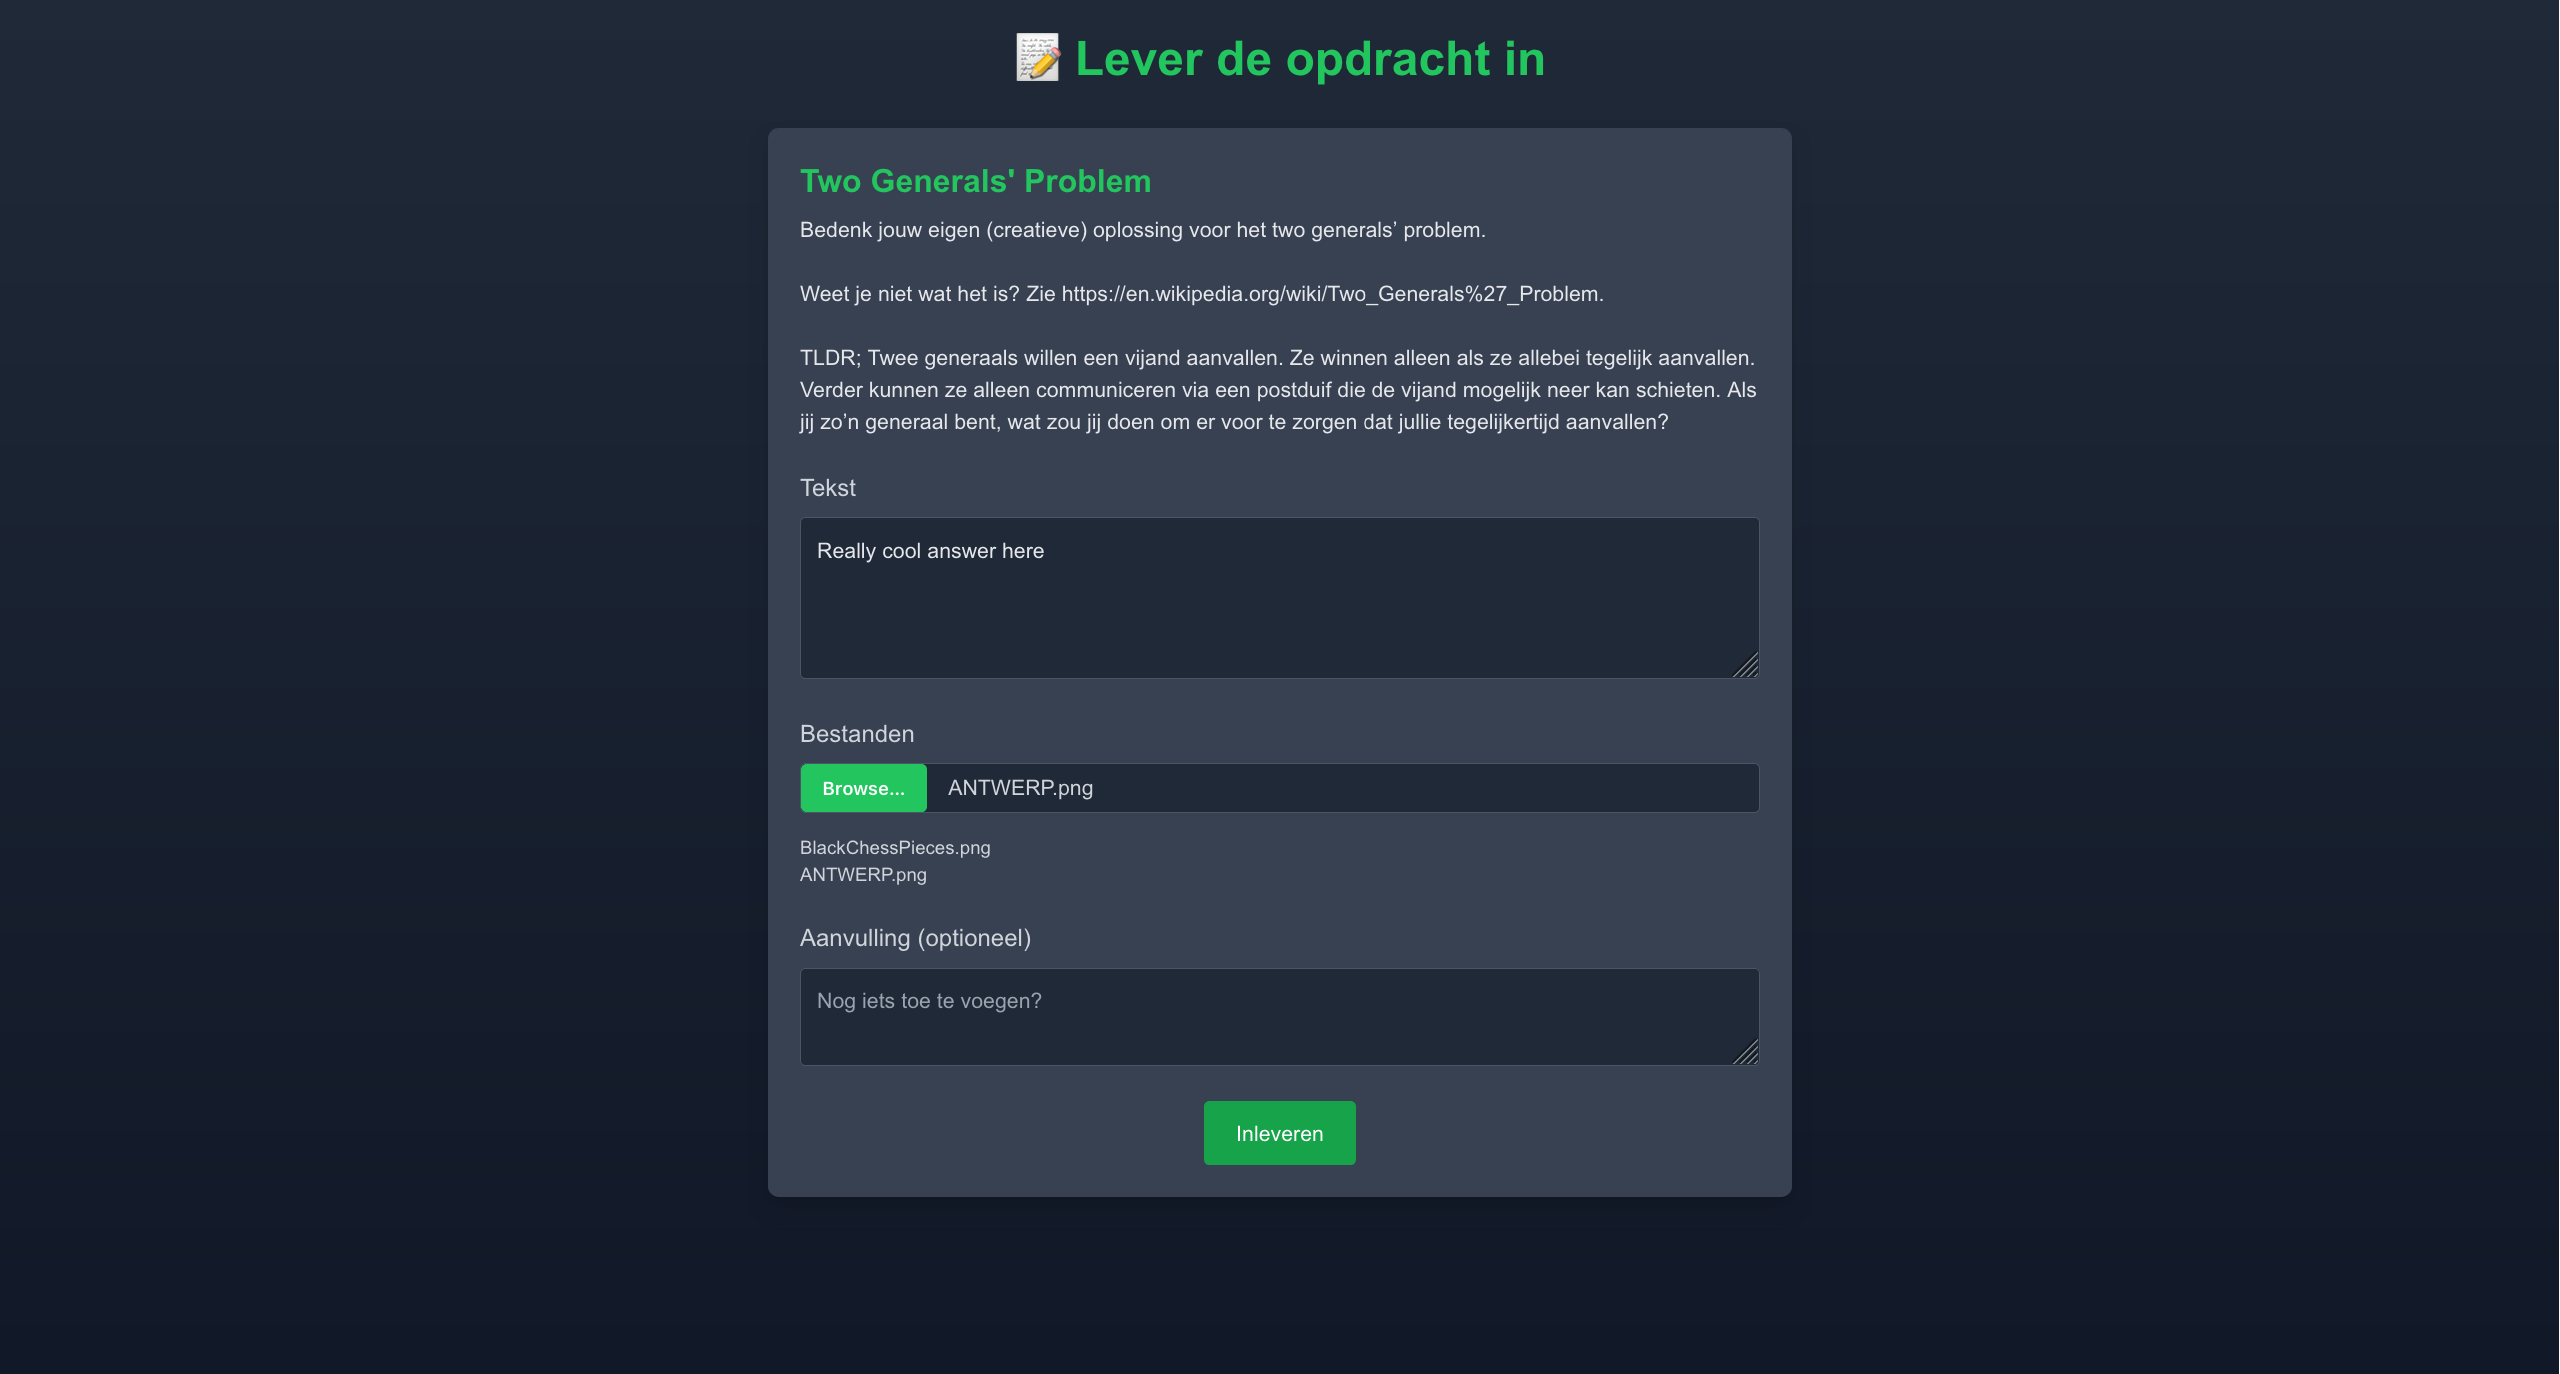 Lever de opdracht in
Two Generals' Problem
Bedenk jouw eigen (creatieve) oplossing voor het two generals’ problem.
Weet je niet wat het is? Zie https://en.wikipedia.org/wiki/Two_Generals%27_Problem.
TLDR; Twee generaals willen een vijand aanvallen. Ze winnen alleen als ze allebei tegelijk aanvallen.
Verder kunnen ze alleen communiceren via een postduif die de vijand mogelijk neer kan schieten. Als
jij zo’n generaal bent, wat zou jij doen om er voor te zorgen dat jullie tegelijkertijd aanvallen?
Tekst
Really cool answer here
Bestanden
Browse... ANTWERP.png
BlackChessPieces.png
ANTWERP.png
Aanvulling (optioneel)
Nog iets toe te voegen?
Inleveren